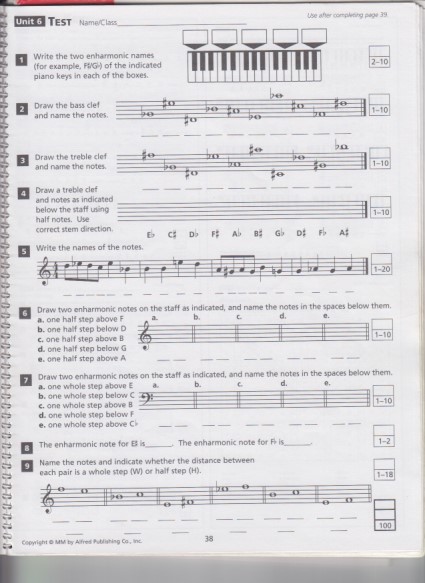 Use after completing page 39.
Unit 6 TEST Name/Class
1 Write the two enharmonic names
(for example, F♯/G♭) of the indicated
piano keys in each of the boxes.
2–10
2 Draw the bass clef
and name the notes.
1–10
3 Draw the treble clef
and name the notes.
1–10
4 Draw a treble clef
and notes as indicated
below the staff using
half notes. Use
correct stem direction.
1–10
E♭ C♯ D♭ F♯ A♭ B♯ G♭ D♯ F♭ A♯
5 Write the names of the notes.
1–20
6 Draw two enharmonic notes on the staff as indicated, and name the notes in the spaces below them.
a. one half step above F a. b. c. d. e.
b. one half step below D
c. one half step above B
d. one half step below G
e. one half step above A
1–10
7 Draw two enharmonic notes on the staff as indicated, and name the notes in the spaces below them.
a. one whole step above E a. b. c. d. e.
b. one whole step below C
c. one whole step above B
d. one whole step below F
e. one whole step above C♭
1–10
8 The enharmonic note for E♯ is______. The enharmonic note for F♭ is______.
1–2
9 Name the notes and indicate whether the distance between
each pair is a whole step (W) or half step (H).
1–18
100
Copyright © MM by Alfred Publishing Co., Inc.
38